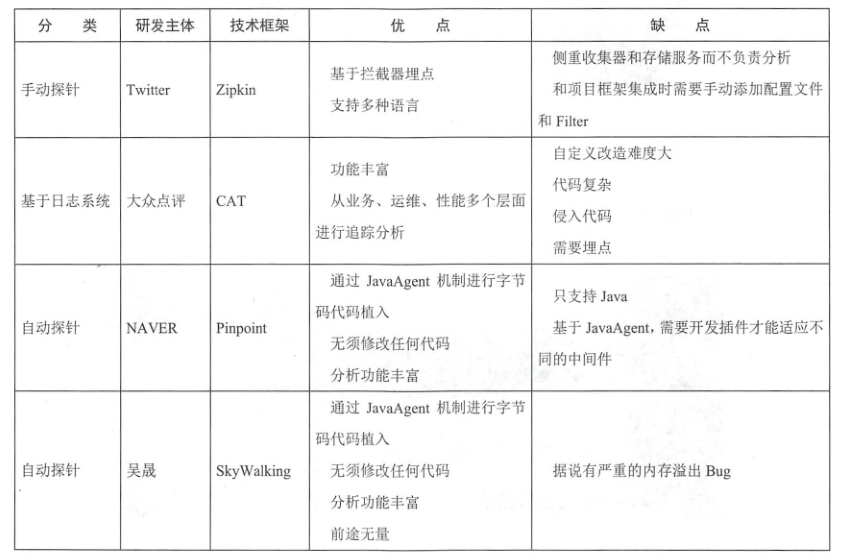 分 类 研发主体 技术框架 优 点 缺 点
手动探针 Twitter Zipkin
基于拦截器埋点
支持多种语言
侧重收集器和存储服务而不负责分析
和项目框架集成时需要手动添加配置文件
和 Filter
基于日志系统 大众点评 CAT
功能丰富
从业务、运维、性能多个层面
进行追踪分析
自定义改造难度大
代码复杂
侵入代码
需要埋点
自动探针 NAVER Pinpoint
通过 JavaAgent 机制进行字节
码代码植入
无须修改任何代码
分析功能丰富
只支持 Java
基于 JavaAgent，需要开发插件才能适应不
同的中间件
自动探针 吴晟 SkyWalking
通过 JavaAgent 机制进行字节
码代码植入
无须修改任何代码
分析功能丰富
前途无量
据说有严重的内存溢出 Bug